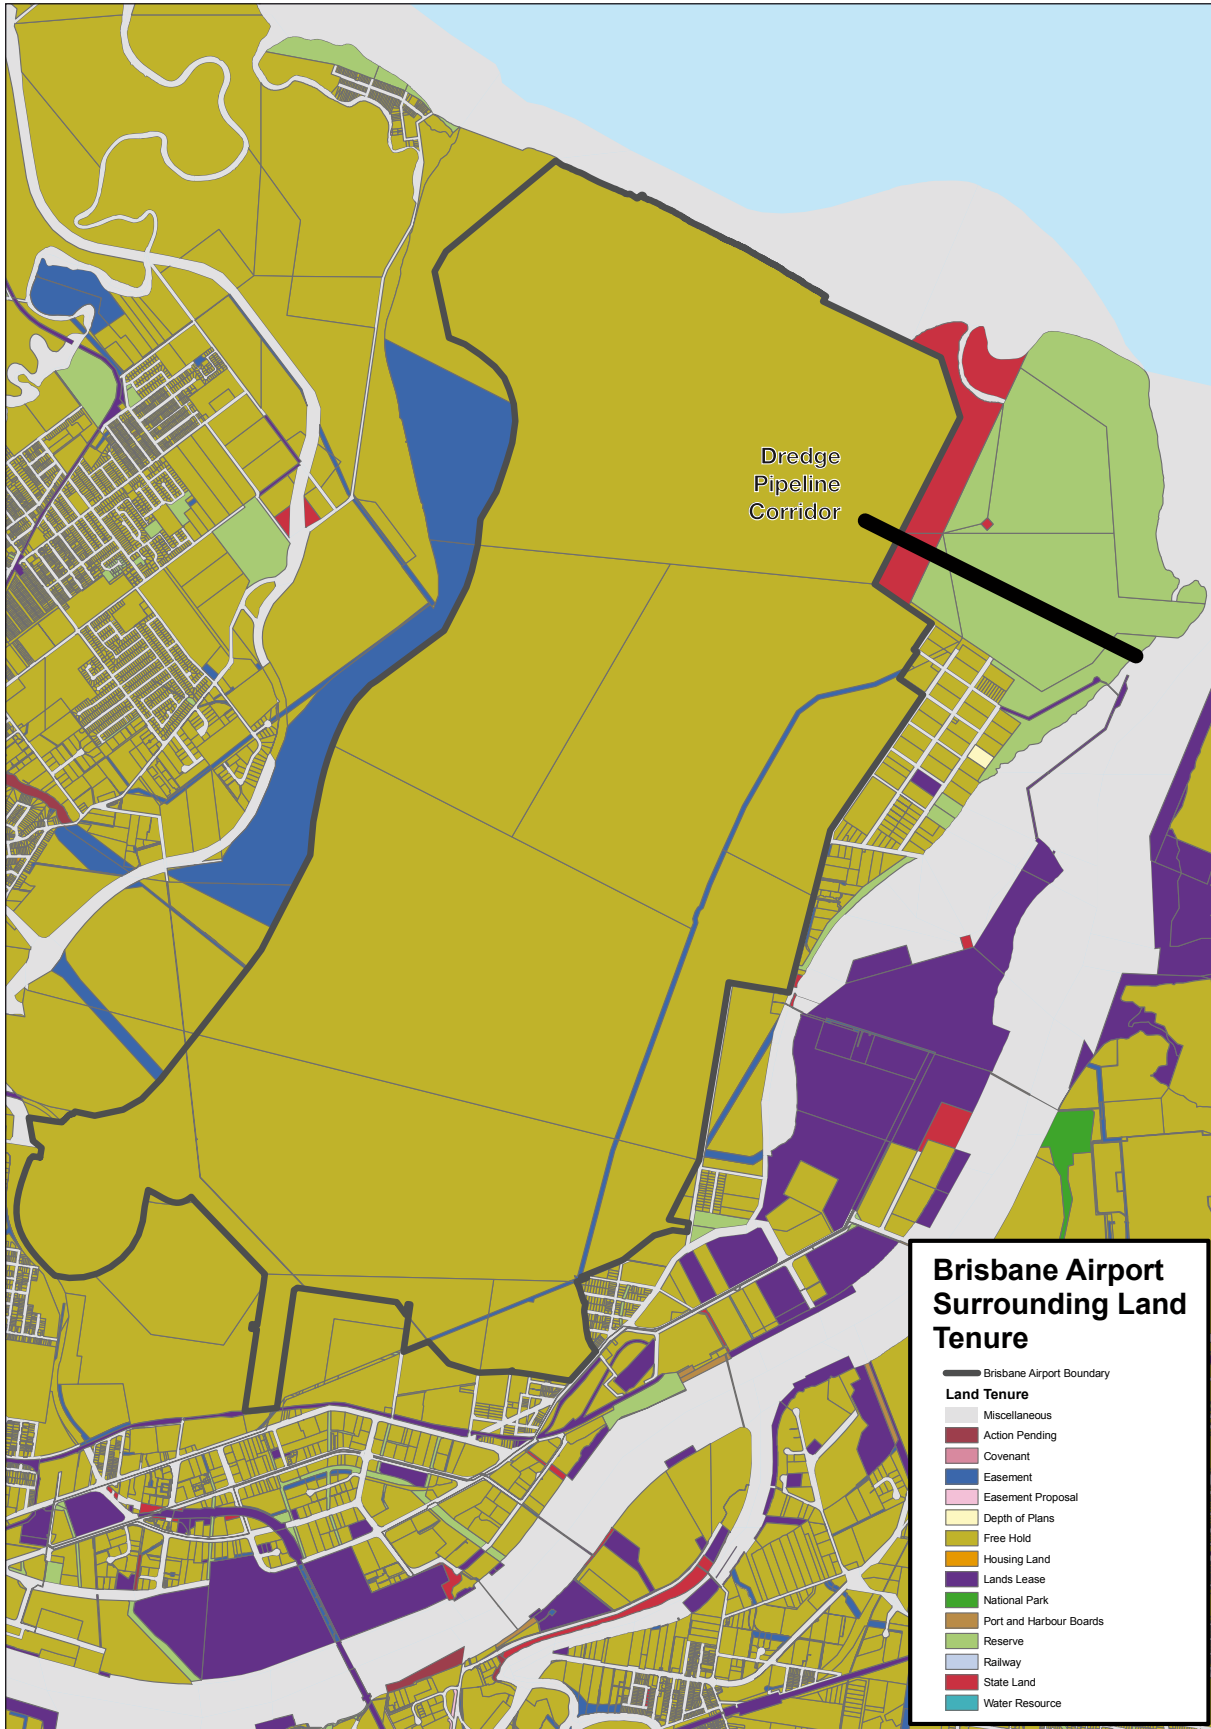 Dredge
Pipeline
Corridor
Brisbane Airport
Surrounding Land
Tenure
Brisbane Airport Boundary
Land Tenure
Miscellaneous
Action Pending
Covenant
Easement
Easement Proposal
Depth of Plans
Free Hold
Housing Land
Lands Lease
National Park
Port and Harbour Boards
Reserve
Railway
State Land
Water Resource